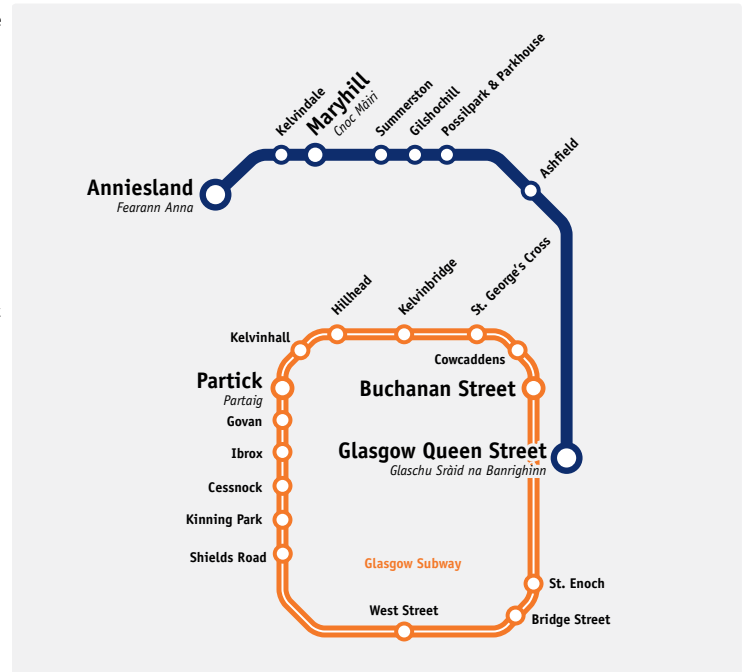 Kelvindale
Maryhill
Cnoc Màiri
Summerston
Gilshochill
Possilpark & Parkhouse
Ashfield
Anniesland
Fearann Anna
Hillhead
Kelvinbridge
St. George's Cross
Kelvinhall
Cowcaddens
Partick
Partaig
Buchanan Street
Govan
Glasgow Queen Street
Glaschu Sràid na Banrighinn
Ibrox
Cessnock
Kinning Park
Shields Road
Glasgow Subway
St. Enoch
West Street
Bridge Street